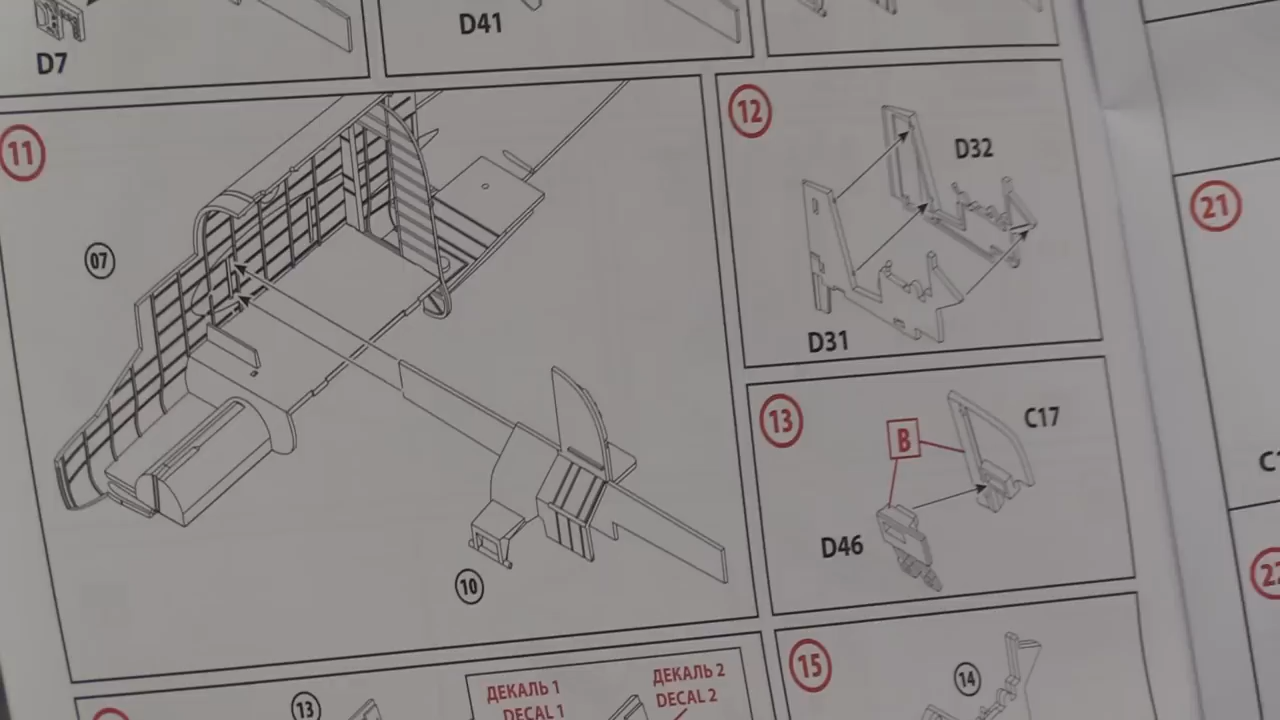 D7
D41
11
07
10
12
D32
D31
13
B
C17
D46
13
ДЕКАЛЬ 1
DECAL 1
ДЕКАЛЬ 2
DECAL 2
15
14
21